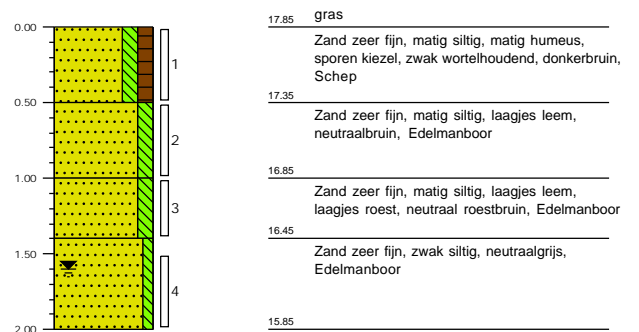 gras
0.00
17.85
Zand zeer fijn, matig siltig, matig humeus,
sporen kiezel, zwak wortelhoudend, donkerbruin,
Schep
1
0.50
17.35
Zand zeer fijn, matig siltig, laagjes leem,
neutraalbruin, Edelmanboor
2
1.00
16.85
Zand zeer fijn, matig siltig, laagjes leem,
laagjes roest, neutraal roestbruin, Edelmanboor
3
16.45
Zand zeer fijn, zwak siltig, neutraalgrijs,
Edelmanboor
1.50
4
2.00
15.85